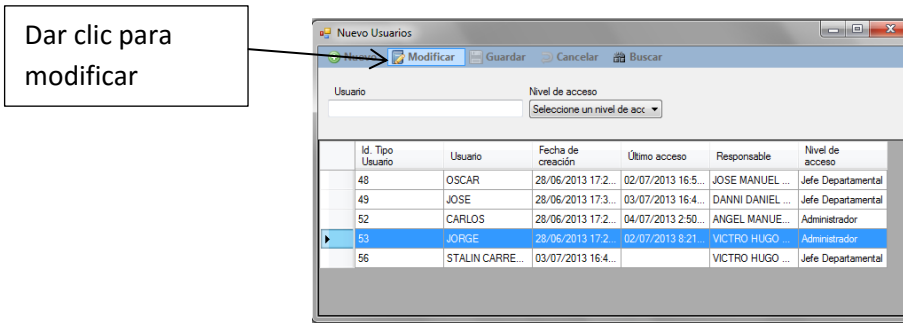 Dar clic para
modificar
Nuevo Usuarios
Nuevo Modificar Guardar Cancelar Buscar
Usuario Nivel de acceso
Seleccione un nivel de acc
Id. Tipo Usuario Usuario Fecha de creación Último acceso Responsable Nivel de acceso
48 OSCAR 28/06/2013 17:2... 02/07/2013 16:5... JOSE MANUEL ... Jefe Departamental
49 JOSE 28/06/2013 17:3... 03/07/2013 16:4... DANNI DANIEL ... Jefe Departamental
52 CARLOS 28/06/2013 17:2... 04/07/2013 2:50... ANGEL MANUE... Administrador
53 JORGE 28/06/2013 17:2... 02/07/2013 8:21... VICTRO HUGO ... Administrador
56 STALIN CARRE... 03/07/2013 16:4... VICTRO HUGO ... Jefe Departamental